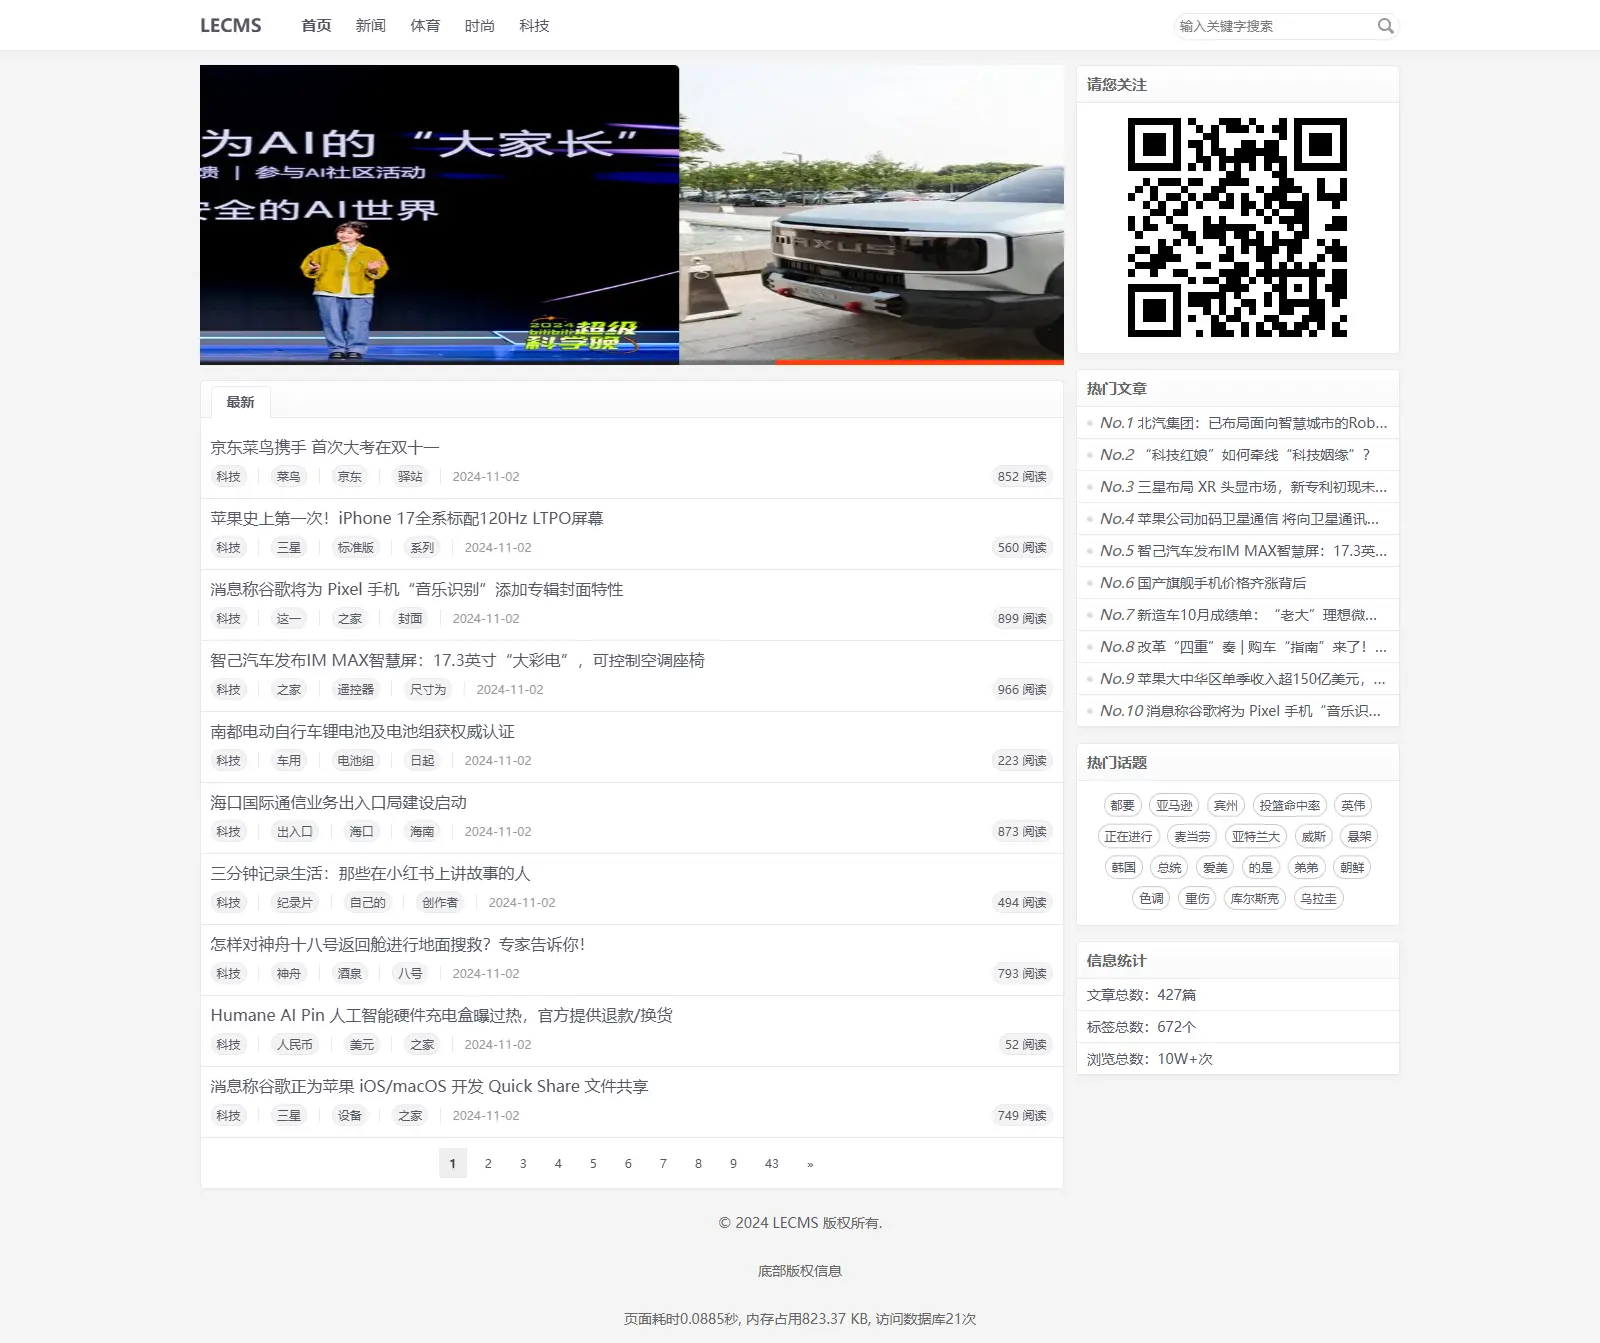 LECMS 首页 新闻 体育 时尚 科技
输入关键字搜索
为AI的“大家长”
馈 | 参与AI社区活动
安全的AI世界
2024
bilibili超级
科学晚
MAXUS
请您关注
最新
京东菜鸟携手 首次大考在双十一
科技 菜鸟 京东 驿站 2024-11-02 852 阅读
苹果史上第一次！iPhone 17全系标配120Hz LTPO屏幕
科技 三星 标准版 系列 2024-11-02 560 阅读
消息称谷歌将为 Pixel 手机“音乐识别”添加专辑封面特性
科技 这一 之家 封面 2024-11-02 899 阅读
智己汽车发布IM MAX智慧屏：17.3英寸“大彩电”，可控制空调座椅
科技 之家 遥控器 尺寸为 2024-11-02 966 阅读
南都电动自行车锂电池及电池组获权威认证
科技 车用 电池组 日起 2024-11-02 223 阅读
海口国际通信业务出入口局建设启动
科技 出入口 海口 海南 2024-11-02 873 阅读
三分钟记录生活：那些在小红书上讲故事的人
科技 纪录片 自己的 创作者 2024-11-02 494 阅读
怎样对神舟十八号返回舱进行地面搜救？专家告诉你！
科技 神舟 酒泉 八号 2024-11-02 793 阅读
Humane AI Pin 人工智能硬件充电盒曝过热，官方提供退款/换货
科技 人民币 美元 之家 2024-11-02 52 阅读
消息称谷歌正为苹果 iOS/macOS 开发 Quick Share 文件共享
科技 三星 设备 之家 2024-11-02 749 阅读
1 2 3 4 5 6 7 8 9 43 »
热门文章
No.1 北汽集团：已布局面向智慧城市的Rob...
No.2 “科技红娘”如何牵线“科技姻缘”？
No.3 三星布局 XR 头显市场，新专利初现未...
No.4 苹果公司加码卫星通信 将向卫星通讯...
No.5 智己汽车发布IM MAX智慧屏：17.3英...
No.6 国产旗舰手机价格齐涨背后
No.7 新造车10月成绩单：“老大”理想微...
No.8 改革“四重”奏 | 购车“指南”来了！...
No.9 苹果大中华区单季收入超150亿美元，...
No.10 消息称谷歌将为 Pixel 手机“音乐识...
热门话题
都要 亚马逊 宾州 投篮命中率 英伟
正在进行 麦当劳 亚特兰大 威斯 悬架
韩国 总统 爱美 的是 弟弟 朝鲜
色调 重伤 库尔斯克 乌拉圭
信息统计
文章总数：427篇
标签总数：672个
浏览总数：10W+次
© 2024 LECMS 版权所有.
底部版权信息
页面耗时0.0885秒, 内存占用823.37 KB, 访问数据库21次